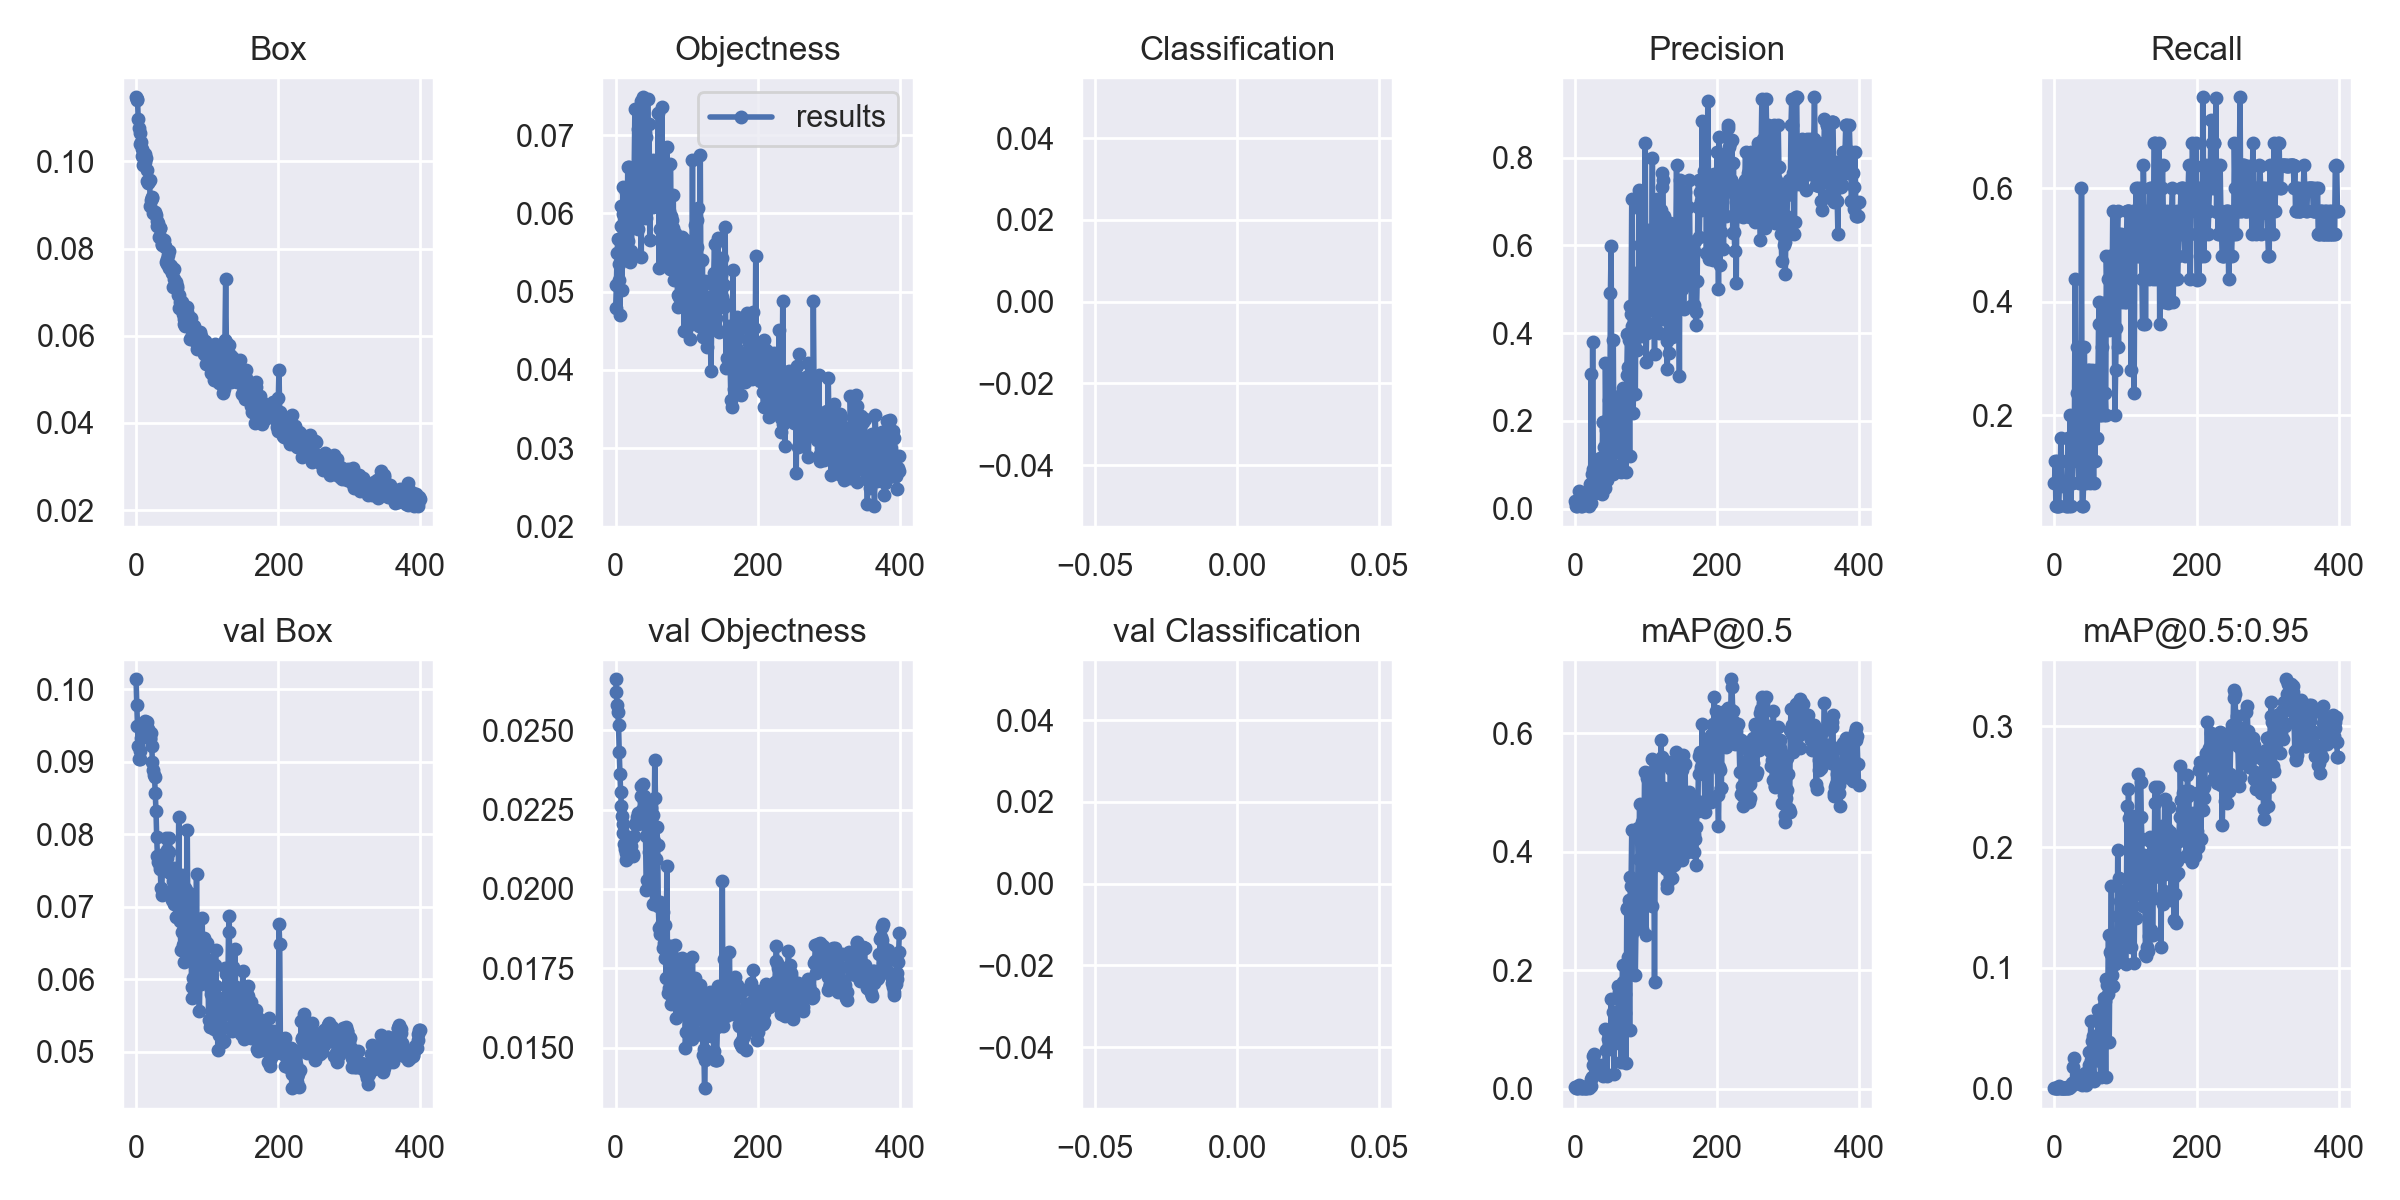 Box
Objectness
Classification
Precision
Recall
results
0.10
0.08
0.06
0.04
0.02
0 200 400
0.07
0.06
0.05
0.04
0.03
0.02
0 200 400
0.04
0.02
0.00
−0.02
−0.04
−0.05 0.00 0.05
0.8
0.6
0.4
0.2
0.0
0 200 400
0.6
0.4
0.2
0 200 400
val Box
val Objectness
val Classification
mAP@0.5
mAP@0.5:0.95
0.10
0.09
0.08
0.07
0.06
0.05
0 200 400
0.0250
0.0225
0.0200
0.0175
0.0150
0 200 400
0.04
0.02
0.00
−0.02
−0.04
−0.05 0.00 0.05
0.6
0.4
0.2
0.0
0 200 400
0.3
0.2
0.1
0.0
0 200 400